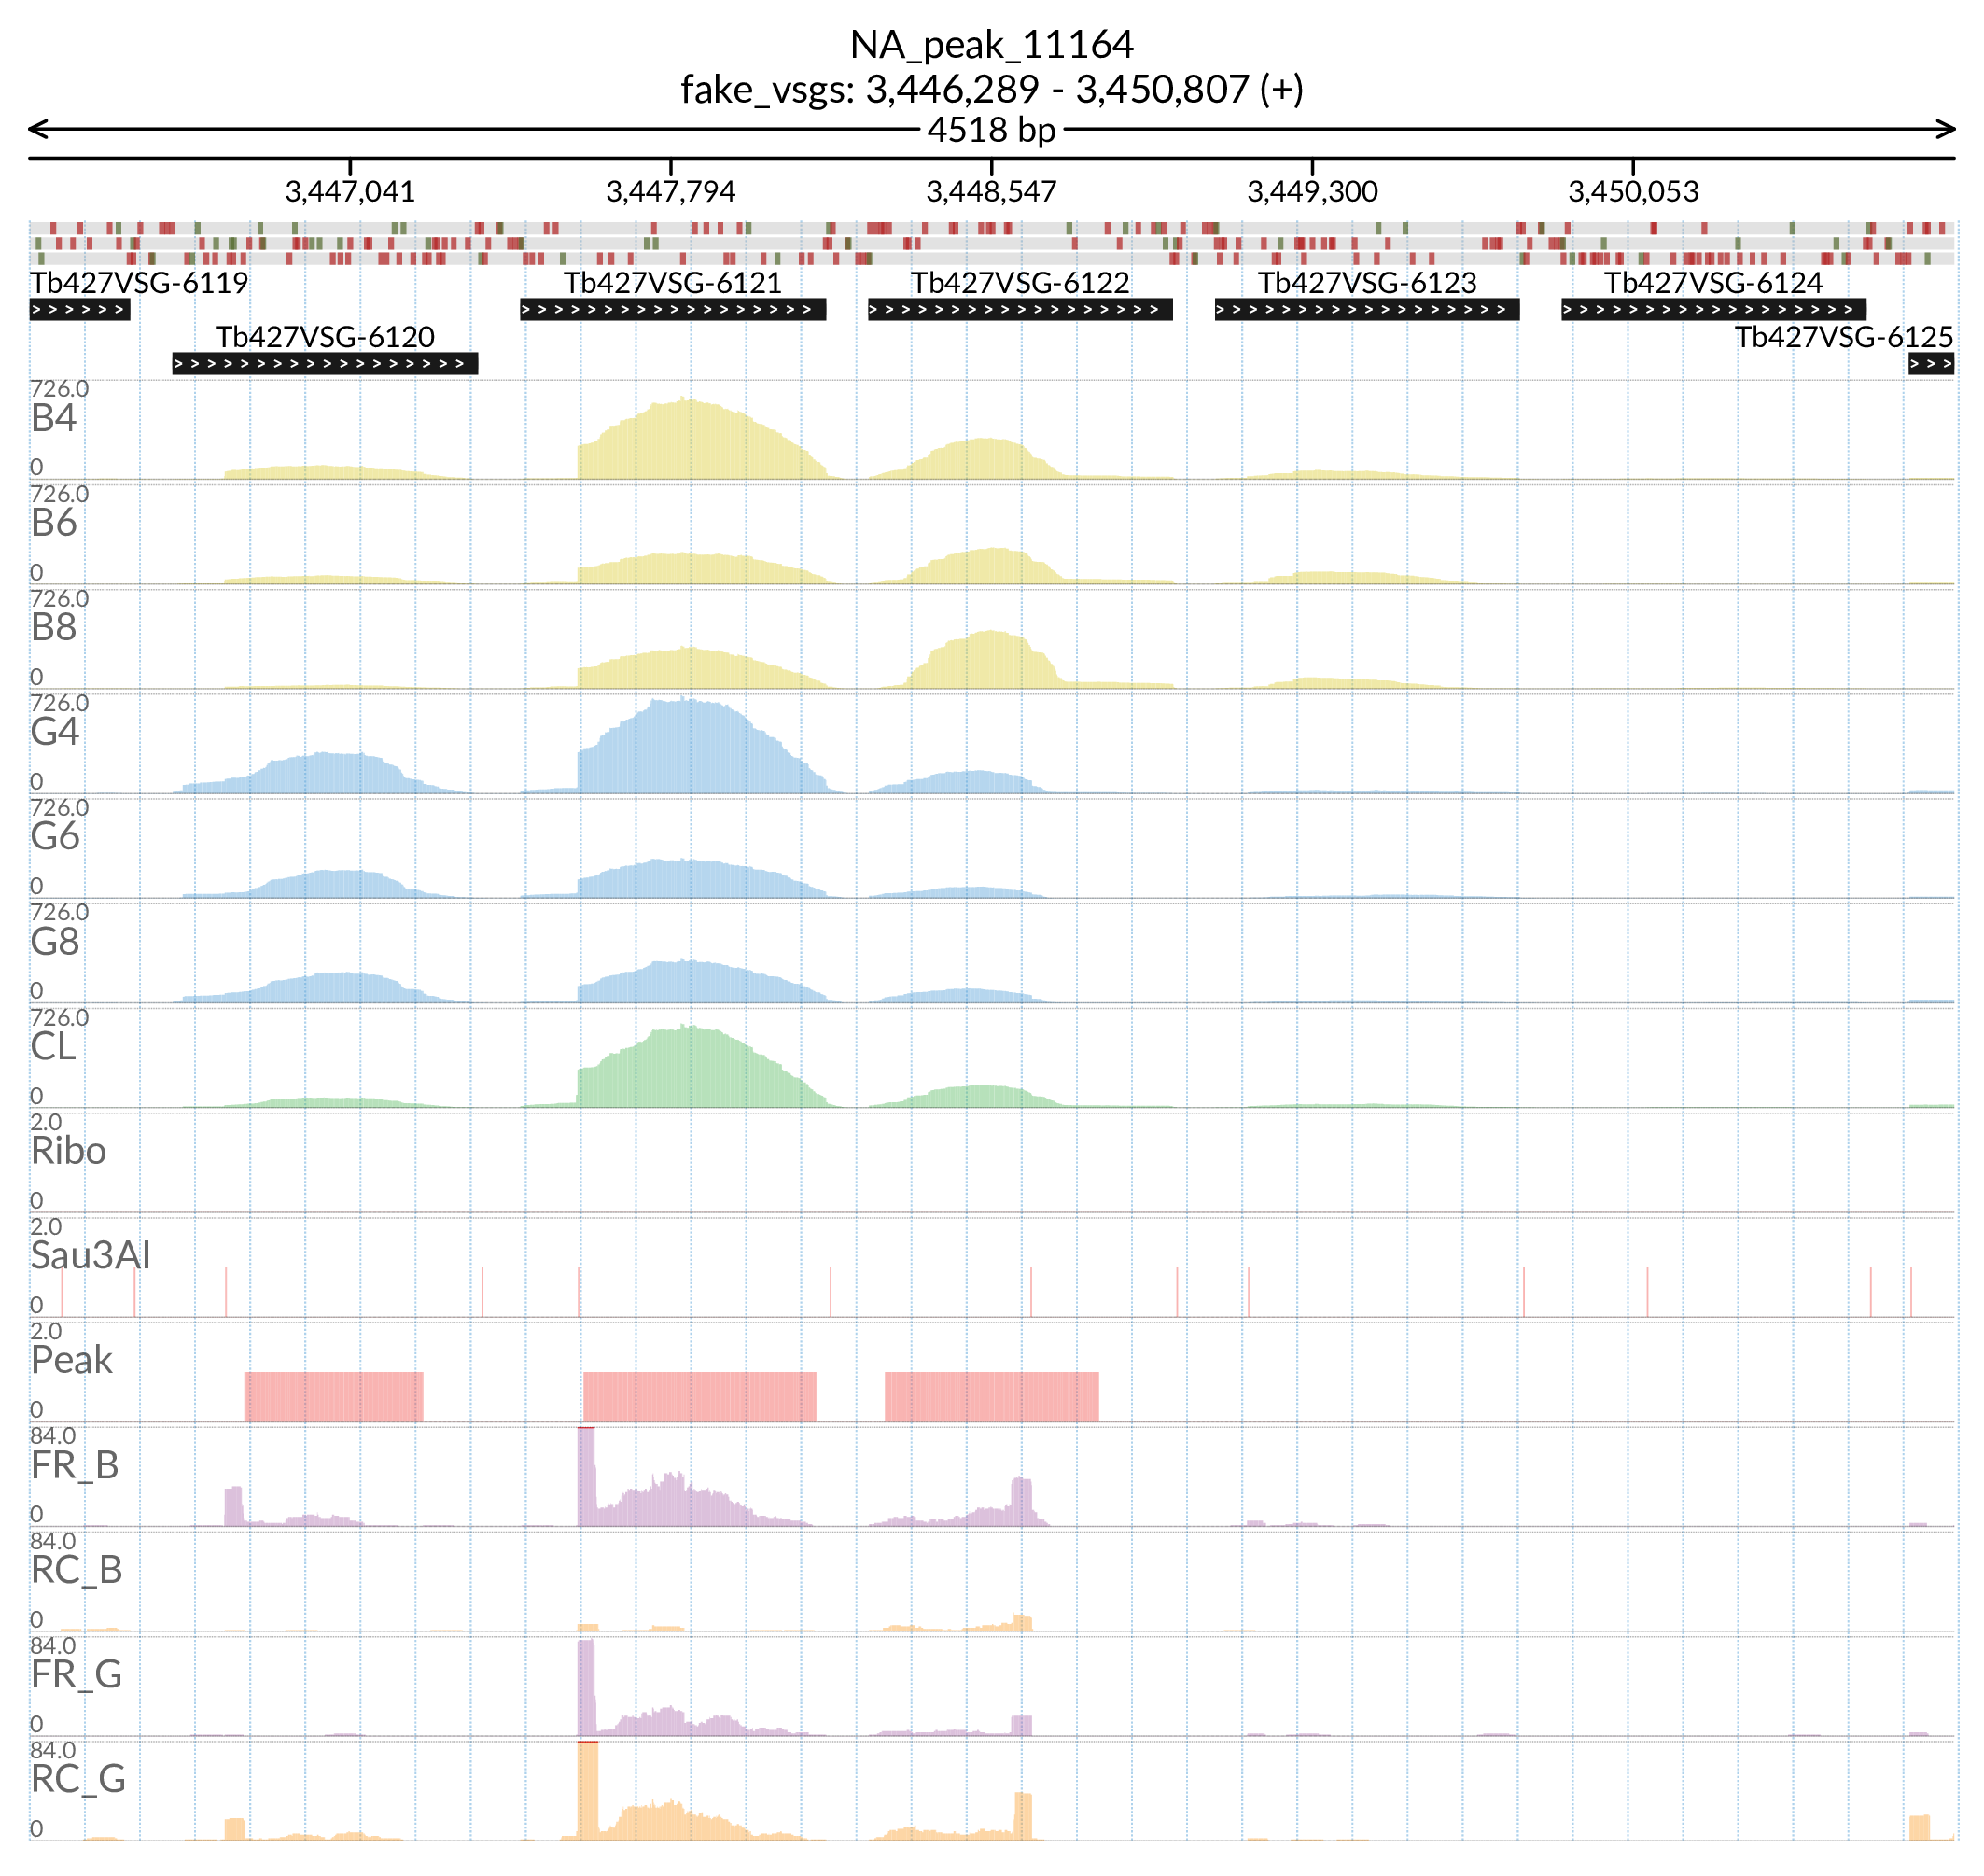 NA_peak_11164
fake_vsgs: 3,446,289 - 3,450,807 (+)
4518 bp
3,447,041 3,447,794 3,448,547 3,449,300 3,450,053
Tb427VSG-6119 Tb427VSG-6121 Tb427VSG-6122 Tb427VSG-6123 Tb427VSG-6124
Tb427VSG-6120 Tb427VSG-6125
726.0
B4
0
726.0
B6
0
726.0
B8
0
726.0
G4
0
726.0
G6
0
726.0
G8
0
726.0
CL
0
2.0
Ribo
0
2.0
Sau3AI
0
2.0
Peak
0
84.0
FR_B
0
84.0
RC_B
0
84.0
FR_G
0
84.0
RC_G
0